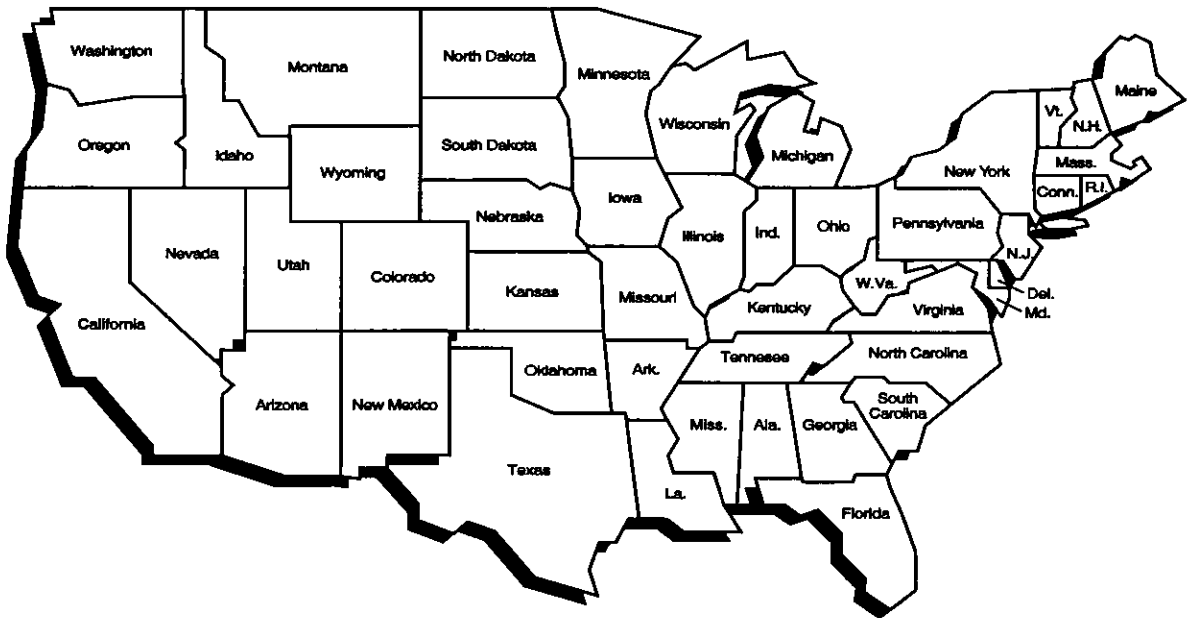 Washington
Montana
North Dakota
Minnesota
Maine
Vt.
N.H.
Oregon
Idaho
Wyoming
South Dakota
Wisconsin
Michigan
New York
Mass.
Conn.
R.I.
Nebraska
Iowa
Illinois
Ind.
Ohio
Pennsylvania
N.J.
Nevada
Utah
Colorado
Kansas
Missouri
Kentucky
W.Va.
Virginia
Del.
Md.
California
Arizona
New Mexico
Oklahoma
Ark.
Tennesee
North Carolina
South
Carolina
Texas
La.
Miss.
Ala.
Georgia
Florida